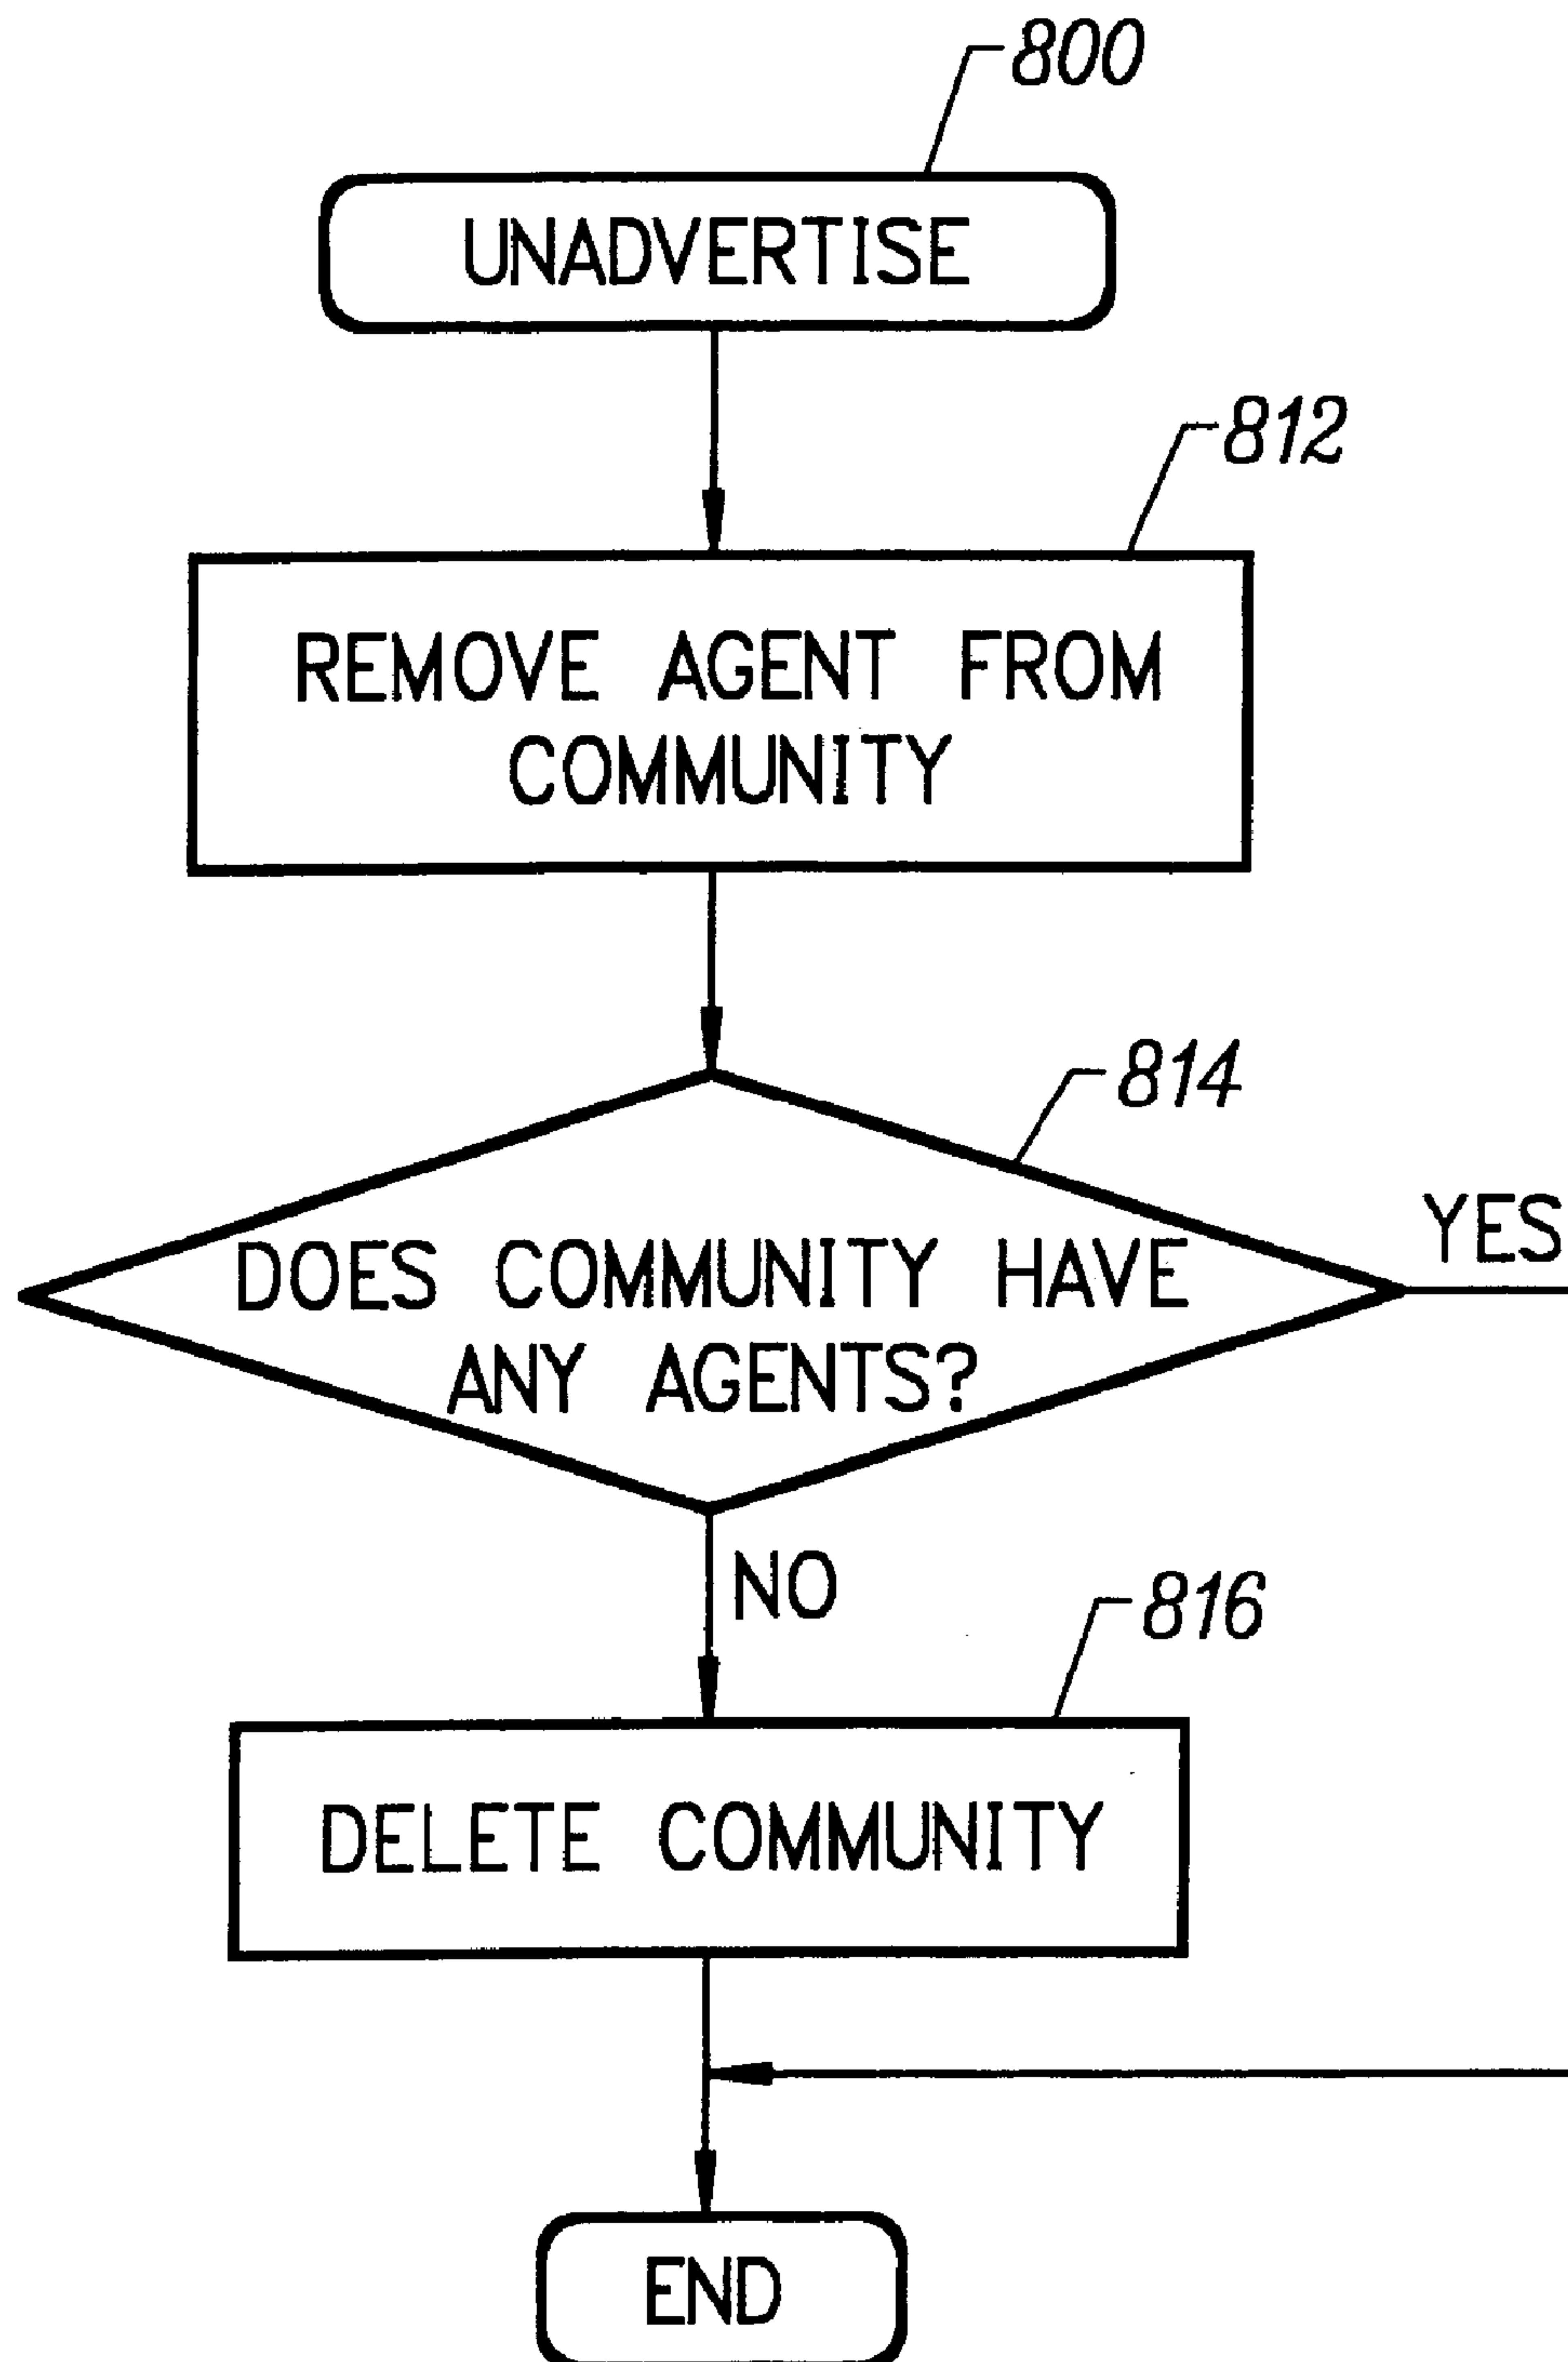 800
UNADVERTISE
812
REMOVE AGENT FROM
COMMUNITY
814
YES
DOES COMMUNITY HAVE
ANY AGENTS?
NO
816
DELETE COMMUNITY
END